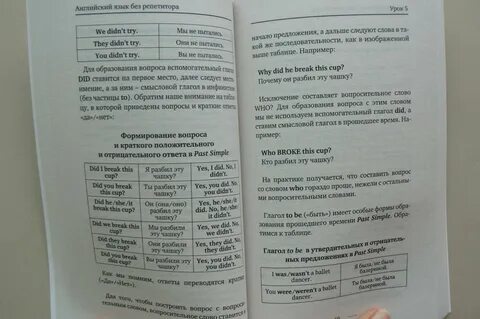 Английский язык без репетитора
We didn't try. Мы не пытались.
They didn't try. Они не пытались.
You didn't try. Вы не пытались.
Для образования вопроса вспомогательный глагол
DID ставится на первое место, далее следует место-
имение, а за ним – смысловой глагол в инфинитиве
(без частицы to). Обратим наше внимание на табли-
цу, в которой приведены вопросы и краткие ответы
«да»/«нет»:
Формирование вопроса
и краткого положительного
и отрицательного ответа в Past Simple
Did I break this cup? Я разбил эту чашку? Yes, I did. No, I didn't.
Did you break this cup? Ты разбил эту чашку? Yes, you did. No, you didn't.
Did he/she/it break this cup? Он (она/оно) разбил эту чашку? Yes, he/she/it did. No, he/she/it didn't.
Did we break this cup? Мы разбили эту чашку? Yes, we did. No, we didn't.
Did they break this cup? Они разбили эту чашку? Yes, they did. No, they didn't.
Did you break this cup? Вы разбили эту чашку? Yes, you did. No, you didn't.
Как мы помним, ответы переводятся кратко
(«Да»/«Нет»).
Для того, чтобы построить вопрос с вопроси-
тельным словом, вопросительное слово ставится в
Урок 5
начало предложения, а дальше следуют слова в та-
кой же последовательности, как в изображенной
выше таблице. Например:
Why did he break this cup?
Почему он разбил эту чашку?
Исключение составляет вопросительное слово
WHO? Для образования вопроса с этим словом
мы не используем вспомогательный глагол did, а
ставим смысловой глагол в прошедшее время. Напри-
мер:
Who BROKE this cup?
Кто разбил эту чашку?
На практике получается, что составить вопрос
со словом who гораздо проще, нежели с остальны-
ми вопросительными словами.
Глагол to be («быть») имеет особые формы обра-
зования прошедшего времени Past Simple. Обра-
тимся к таблице.
Глагол to be в утвердительных и отрицатель-
ных предложениях в Past Simple
I was/wasn't a ballet dancer. Я была/не была балериной.
You were/weren't a ballet dancer. Ты была/не была балериной.